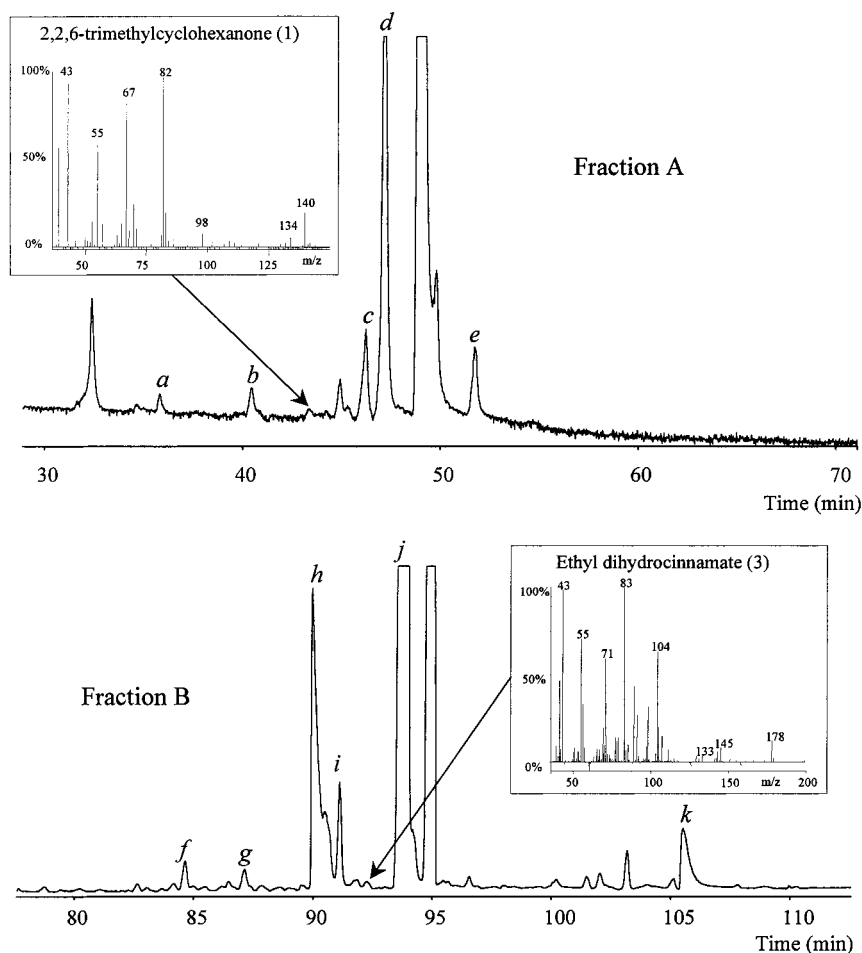 2,2,6-trimethylcyclohexanone (1)
100%
43
82
67
55
50%
98
140
134
0%
50
75
100
125
m/z
Fraction A
a
b
c
d
e
30
40
50
60
70
Time (min)
Ethyl dihydrocinnamate (3)
100%
43
83
55
71
104
50%
133
145
178
0%
50
100
m/z
150
200
Fraction B
f
g
h
i
j
k
80
85
90
95
100
105
110
Time (min)